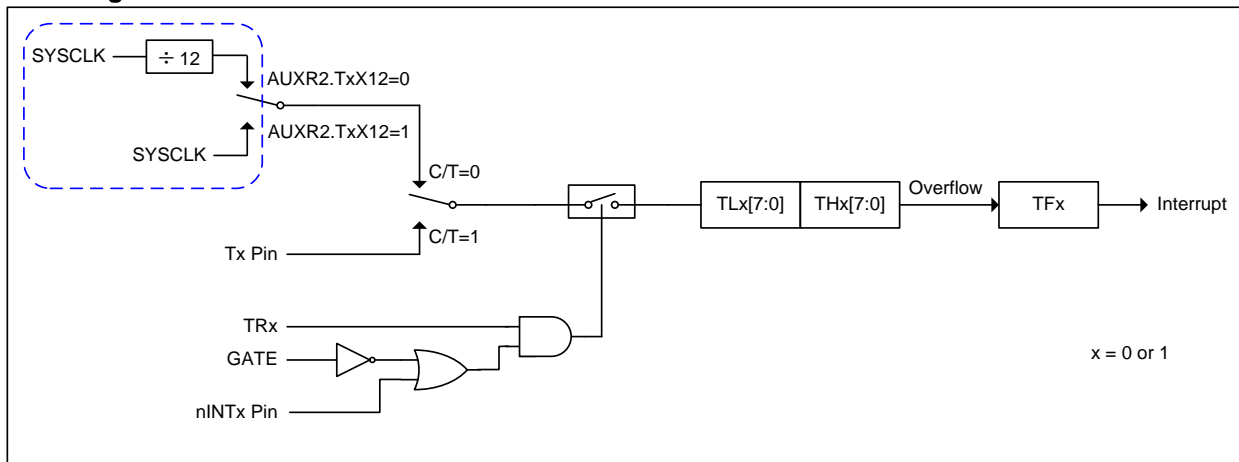 SYSCLK
÷ 12
AUXR2.TxX12=0
AUXR2.TxX12=1
SYSCLK
C/T=0
C/T=1
Tx Pin
TLx[7:0]
THx[7:0]
Overflow
TFx
Interrupt
TRx
GATE
nINTx Pin
x = 0 or 1